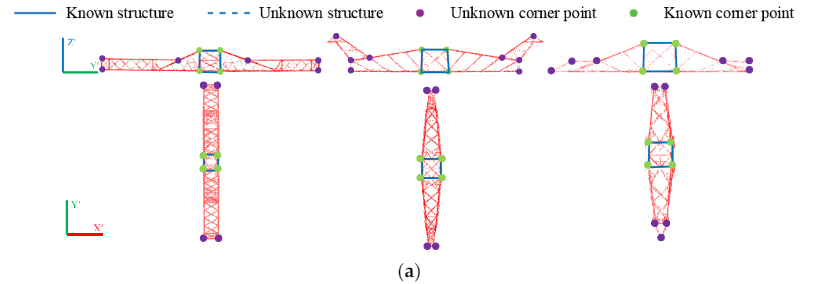 Known structure Unknown structure Unknown corner point Known corner point
Z'
Y'
Y'
X'
(a)